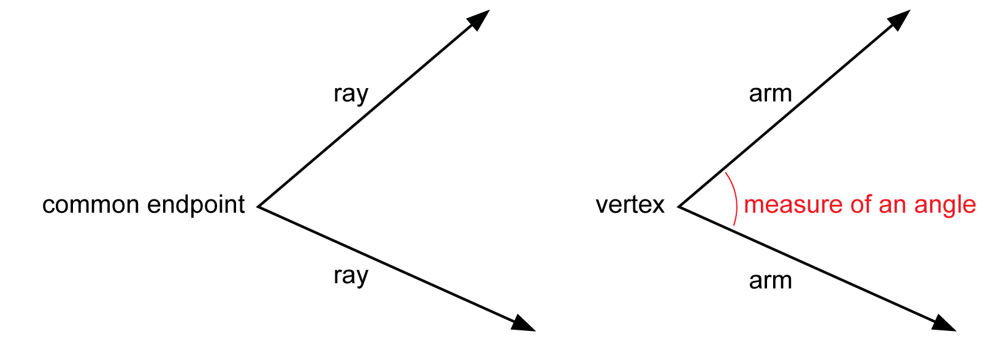 ray
common endpoint
ray
arm
vertex
measure of an angle
arm